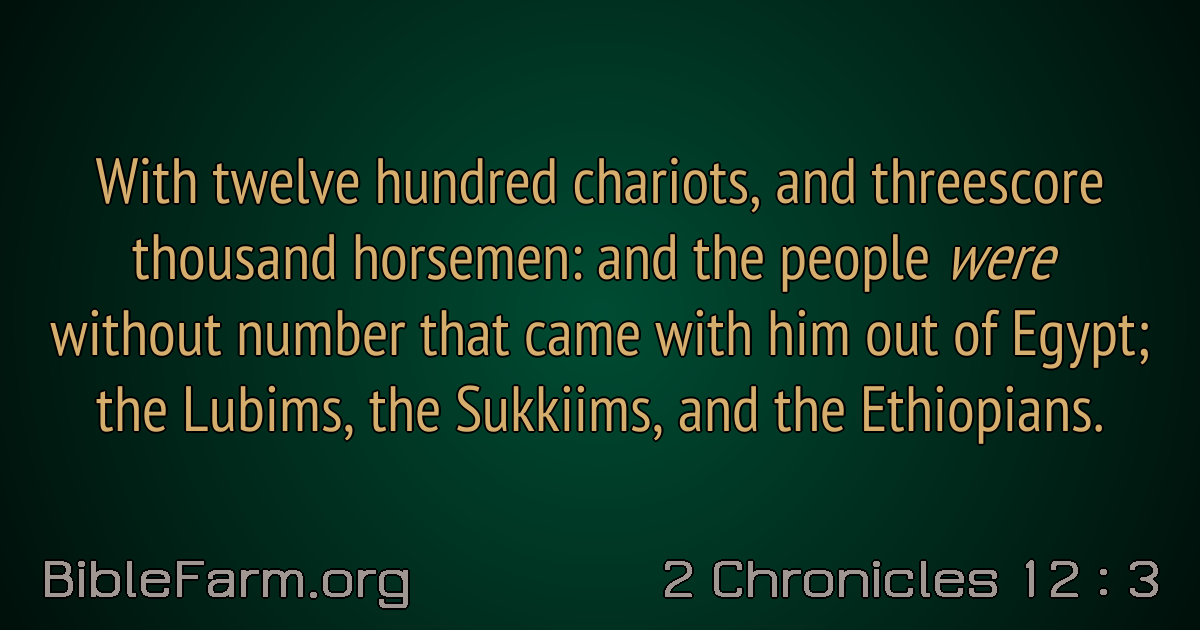 With twelve hundred chariots, and threescore
thousand horsemen: and the people were
without number that came with him out of Egypt;
the Lubims, the Sukkiims, and the Ethiopians.
BibleFarm.org
2 Chronicles 12 : 3